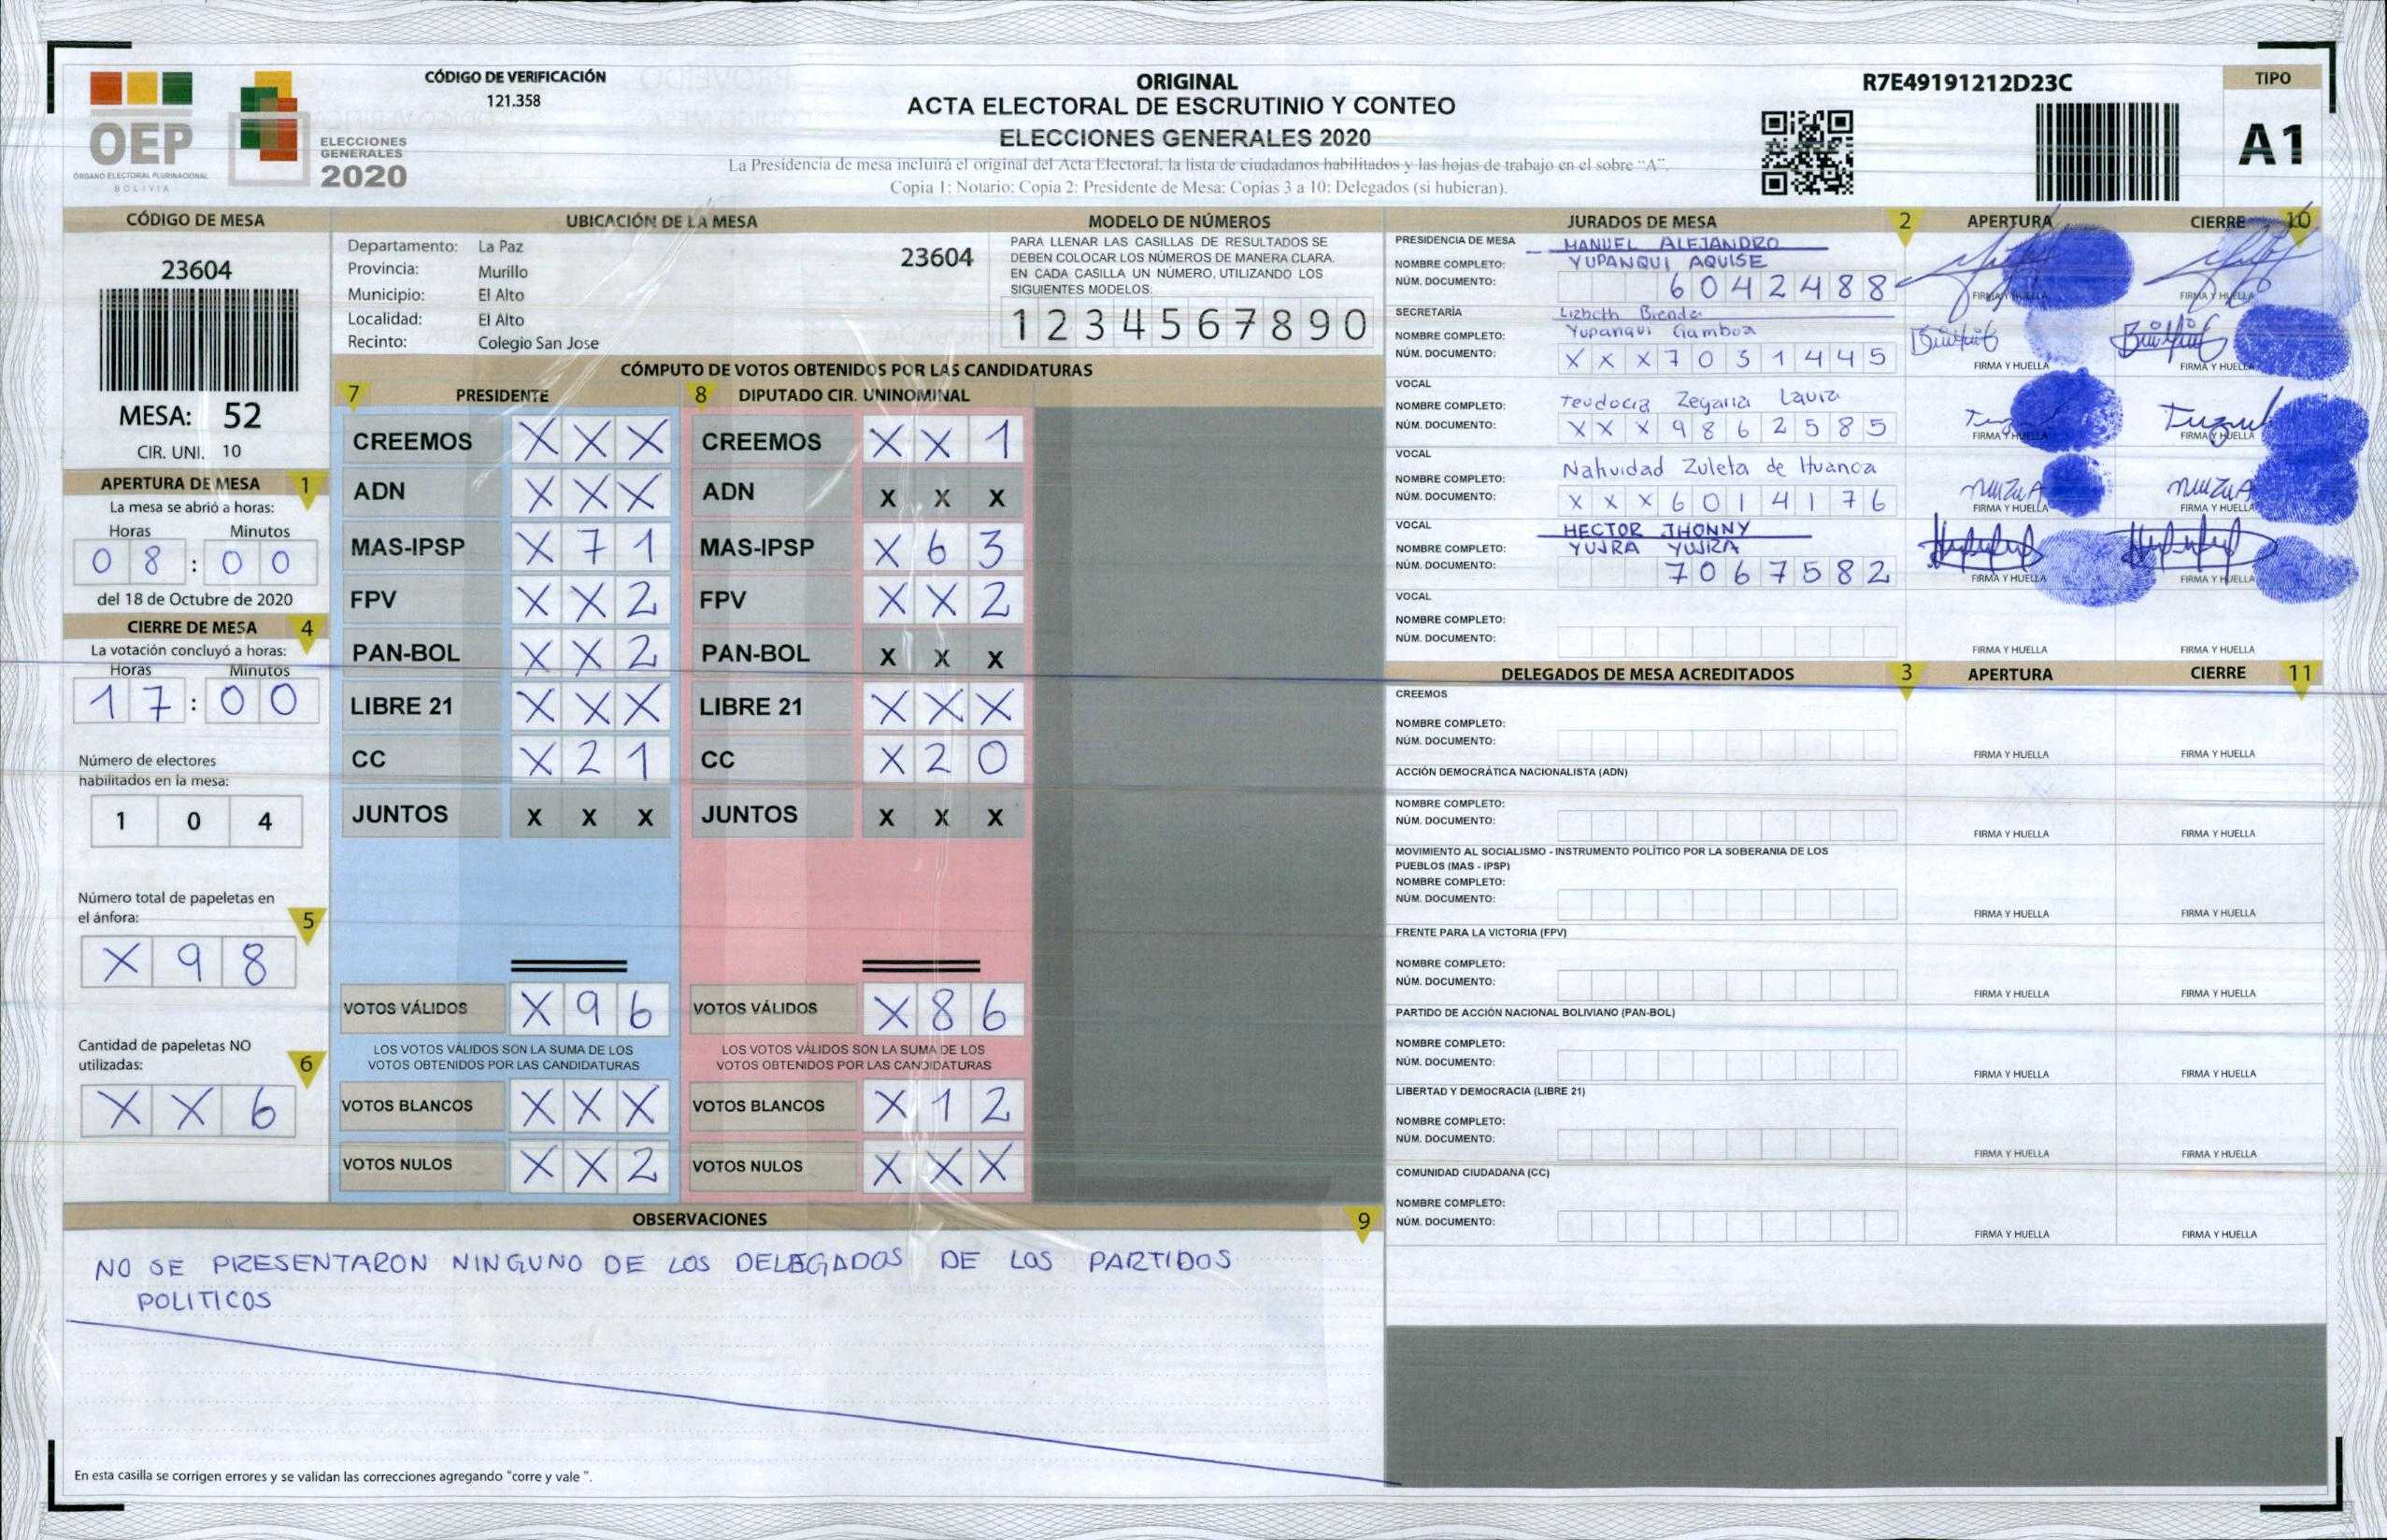 CÓDIGO DE VERIFICACIÓN
121.358
ORIGINAL
ACTA ELECTORAL DE ESCRUTINIO Y CONTEO
ELECCIONES GENERALES 2020
La Presidencia de mesa incluirá el original del Acta Electoral, la lista de ciudadanos habilitados y las hojas de trabajo en el sobre "A".
Copia 1: Notario: Copia 2: Presidente de Mesa: Copias 3 a 10: Delegados (si hubieran).
R7E49191212D23C
TIPO
A1
OEP
ÓRGANO ELECTORAL PLURINACIONAL
BOLIVIA
ELECCIONES
GENERALES
2020
CÓDIGO DE MESA
23604
MESA: 52
CIR. UNI. 10
APERTURA DE MESA 1
La mesa se abrió a horas:
Horas Minutos
0 8 : 0 0
del 18 de Octubre de 2020
CIERRE DE MESA 4
La votación concluyó a horas:
Horas Minutos
1 7 : 0 0
Número de electores
habilitados en la mesa:
1 0 4
Número total de papeletas en
el ánfora: 5
X 9 8
Cantidad de papeletas NO
utilizadas: 6
X X 6
UBICACIÓN DE LA MESA
Departamento: La Paz
Provincia: Murillo
Municipio: El Alto
Localidad: El Alto
Recinto: Colegio San Jose
23604
MODELO DE NÚMEROS
PARA LLENAR LAS CASILLAS DE RESULTADOS SE
DEBEN COLOCAR LOS NÚMEROS DE MANERA CLARA.
EN CADA CASILLA UN NÚMERO, UTILIZANDO LOS
SIGUIENTES MODELOS:
1 2 3 4 5 6 7 8 9 0
CÓMPUTO DE VOTOS OBTENIDOS POR LAS CANDIDATURAS
7 PRESIDENTE
CREEMOS X X X
ADN X X X
MAS-IPSP X 7 1
FPV X X 2
PAN-BOL X X 2
LIBRE 21 X X X
CC X 2 1
JUNTOS X X X
VOTOS VÁLIDOS X 9 6
LOS VOTOS VÁLIDOS SON LA SUMA DE LOS
VOTOS OBTENIDOS POR LAS CANDIDATURAS
VOTOS BLANCOS X X X
VOTOS NULOS X X 2
8 DIPUTADO CIR. UNINOMINAL
CREEMOS X X 1
ADN X X X
MAS-IPSP X 6 3
FPV X X 2
PAN-BOL X X X
LIBRE 21 X X X
CC X 2 0
JUNTOS X X X
VOTOS VÁLIDOS X 8 6
LOS VOTOS VÁLIDOS SON LA SUMA DE LOS
VOTOS OBTENIDOS POR LAS CANDIDATURAS
VOTOS BLANCOS X 1 2
VOTOS NULOS X X X
OBSERVACIONES 9
NO SE PRESENTARON NINGUNO DE LOS DELEGADOS DE LOS PARTIDOS
POLITICOS
En esta casilla se corrigen errores y se validan las correcciones agregando "corre y vale ".
JURADOS DE MESA 2 APERTURA CIERRE 10
PRESIDENCIA DE MESA MANUEL ALEJANDRO
NOMBRE COMPLETO: YUPANQUI AQUISE
NÚM. DOCUMENTO: 6 0 4 2 4 8 8
FIRMA Y HUELLA FIRMA Y HUELLA
SECRETARÍA Lizbeth Brenda
NOMBRE COMPLETO: Yupanqui Gamboa
NÚM. DOCUMENTO: X X X 7 0 3 1 4 4 5
FIRMA Y HUELLA FIRMA Y HUELLA
VOCAL
NOMBRE COMPLETO: Teodocia Zegarra Laura
NÚM. DOCUMENTO: X X X 9 8 6 2 5 8 5
FIRMA Y HUELLA FIRMA Y HUELLA
VOCAL
NOMBRE COMPLETO: Natividad Zuleta de Huanca
NÚM. DOCUMENTO: X X X 6 0 1 4 1 7 6
FIRMA Y HUELLA FIRMA Y HUELLA
VOCAL HECTOR JHONNY
NOMBRE COMPLETO: YUJRA YUJRA
NÚM. DOCUMENTO: 7 0 6 7 5 8 2
FIRMA Y HUELLA FIRMA Y HUELLA
VOCAL
NOMBRE COMPLETO:
NÚM. DOCUMENTO:
FIRMA Y HUELLA FIRMA Y HUELLA
DELEGADOS DE MESA ACREDITADOS 3 APERTURA CIERRE 11
CREEMOS
NOMBRE COMPLETO:
NÚM. DOCUMENTO:
FIRMA Y HUELLA FIRMA Y HUELLA
ACCIÓN DEMOCRÁTICA NACIONALISTA (ADN)
NOMBRE COMPLETO:
NÚM. DOCUMENTO:
FIRMA Y HUELLA FIRMA Y HUELLA
MOVIMIENTO AL SOCIALISMO - INSTRUMENTO POLÍTICO POR LA SOBERANIA DE LOS
PUEBLOS (MAS - IPSP)
NOMBRE COMPLETO:
NÚM. DOCUMENTO:
FIRMA Y HUELLA FIRMA Y HUELLA
FRENTE PARA LA VICTORIA (FPV)
NOMBRE COMPLETO:
NÚM. DOCUMENTO:
FIRMA Y HUELLA FIRMA Y HUELLA
PARTIDO DE ACCIÓN NACIONAL BOLIVIANO (PAN-BOL)
NOMBRE COMPLETO:
NÚM. DOCUMENTO:
FIRMA Y HUELLA FIRMA Y HUELLA
LIBERTAD Y DEMOCRACIA (LIBRE 21)
NOMBRE COMPLETO:
NÚM. DOCUMENTO:
FIRMA Y HUELLA FIRMA Y HUELLA
COMUNIDAD CIUDADANA (CC)
NOMBRE COMPLETO:
NÚM. DOCUMENTO:
FIRMA Y HUELLA FIRMA Y HUELLA